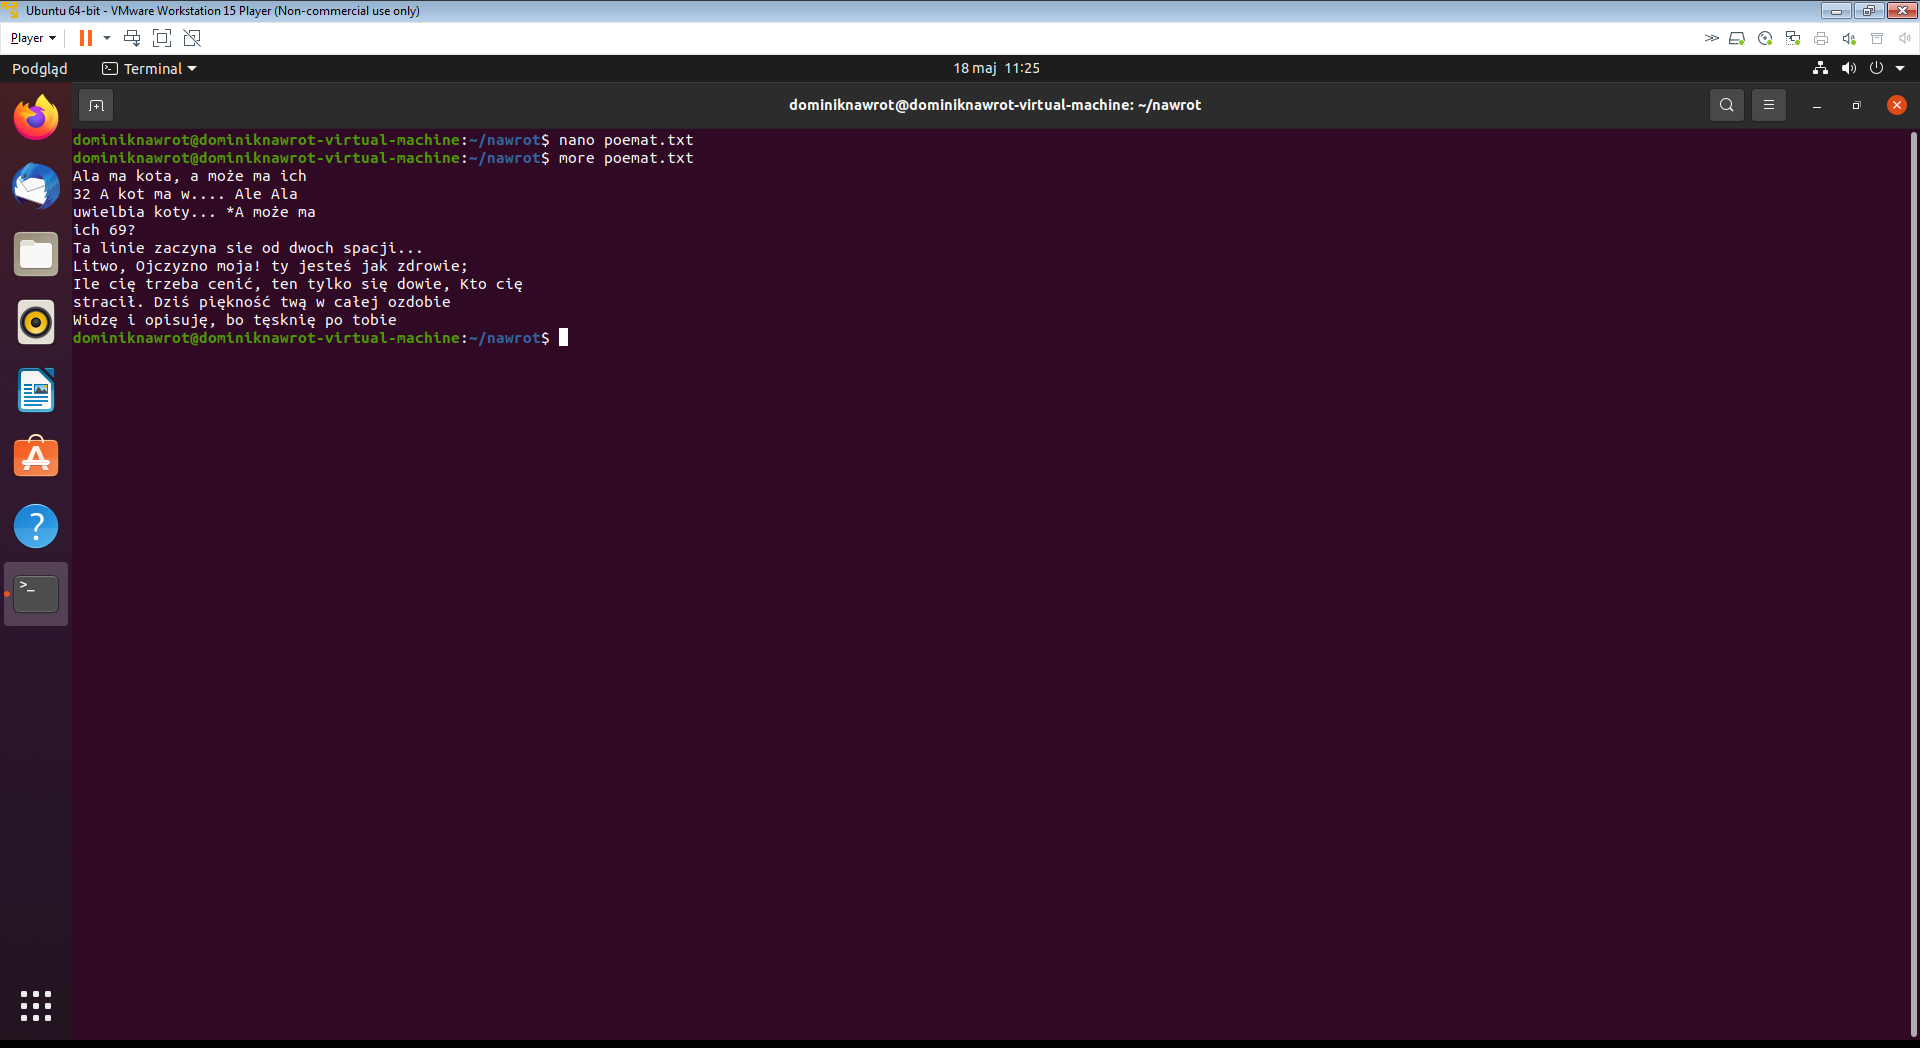 Ubuntu 64-bit - VMware Workstation 15 Player (Non-commercial use only)
Player
Podgląd Terminal 18 maj 11:25
dominiknawrot@dominiknawrot-virtual-machine: ~/nawrot
dominiknawrot@dominiknawrot-virtual-machine:~/nawrot$ nano poemat.txt
dominiknawrot@dominiknawrot-virtual-machine:~/nawrot$ more poemat.txt
Ala ma kota, a może ma ich
32 A kot ma w.... Ale Ala
uwielbia koty... *A może ma
ich 69?
Ta linie zaczyna sie od dwoch spacji...
Litwo, Ojczyzno moja! ty jesteś jak zdrowie;
Ile cię trzeba cenić, ten tylko się dowie, Kto cię
stracił. Dziś piękność twą w całej ozdobie
Widzę i opisuję, bo tęsknię po tobie
dominiknawrot@dominiknawrot-virtual-machine:~/nawrot$